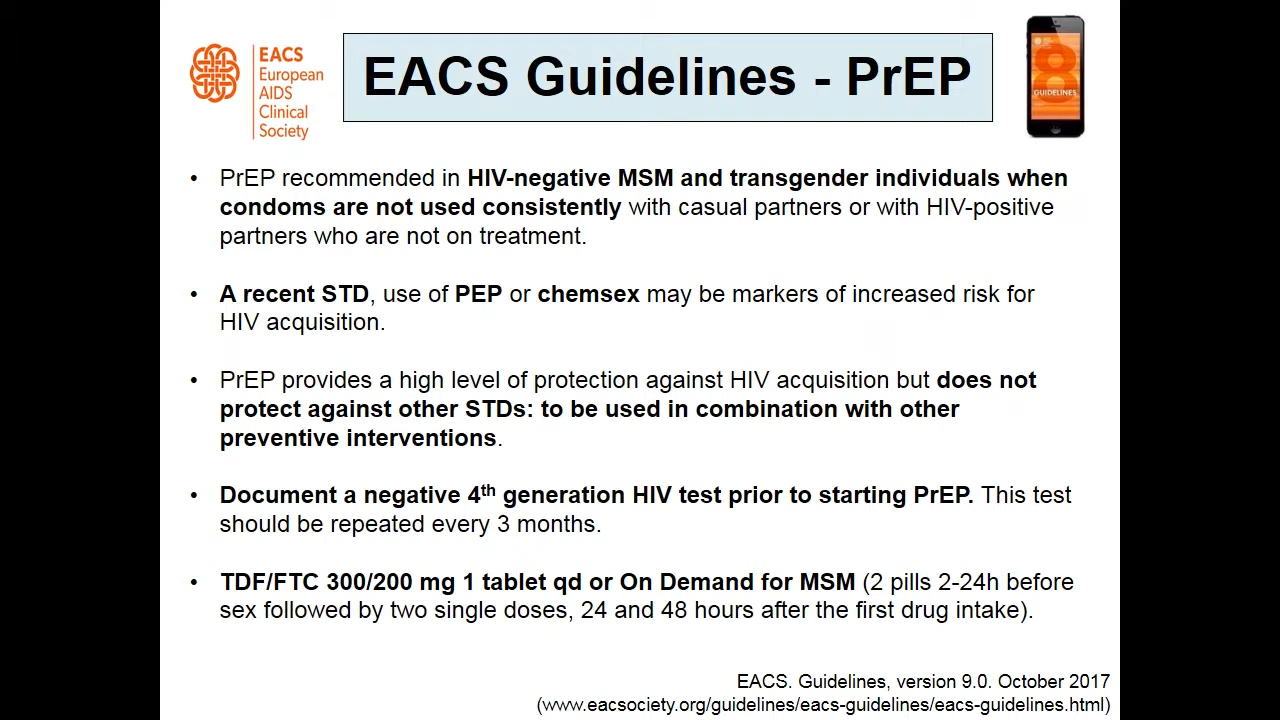 EACS
European
AIDS
Clinical
Society
EACS Guidelines - PrEP
8
GUIDELINES
• PrEP recommended in HIV-negative MSM and transgender individuals when
condoms are not used consistently with casual partners or with HIV-positive
partners who are not on treatment.
• A recent STD, use of PEP or chemsex may be markers of increased risk for
HIV acquisition.
• PrEP provides a high level of protection against HIV acquisition but does not
protect against other STDs: to be used in combination with other
preventive interventions.
• Document a negative 4th generation HIV test prior to starting PrEP. This test
should be repeated every 3 months.
• TDF/FTC 300/200 mg 1 tablet qd or On Demand for MSM (2 pills 2-24h before
sex followed by two single doses, 24 and 48 hours after the first drug intake).
EACS. Guidelines, version 9.0. October 2017
(www.eacsociety.org/guidelines/eacs-guidelines/eacs-guidelines.html)